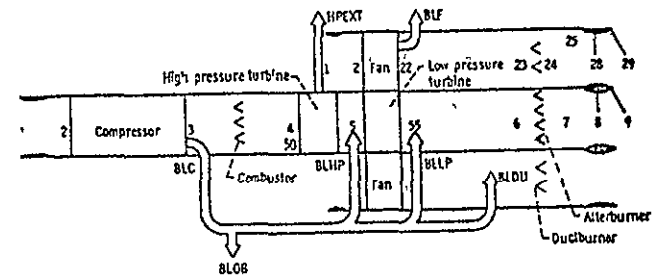 HPEXT
BLF
25
1
2
Fan
22
23
24
28
29
High pressure turbine
Low pressure
turbine
2
Compressor
3
4
50
5
55
6
7
8
9
BLC
Combustor
BLHP
BLLP
Fan
BLDU
Afterburner
Ductburner
BLOB